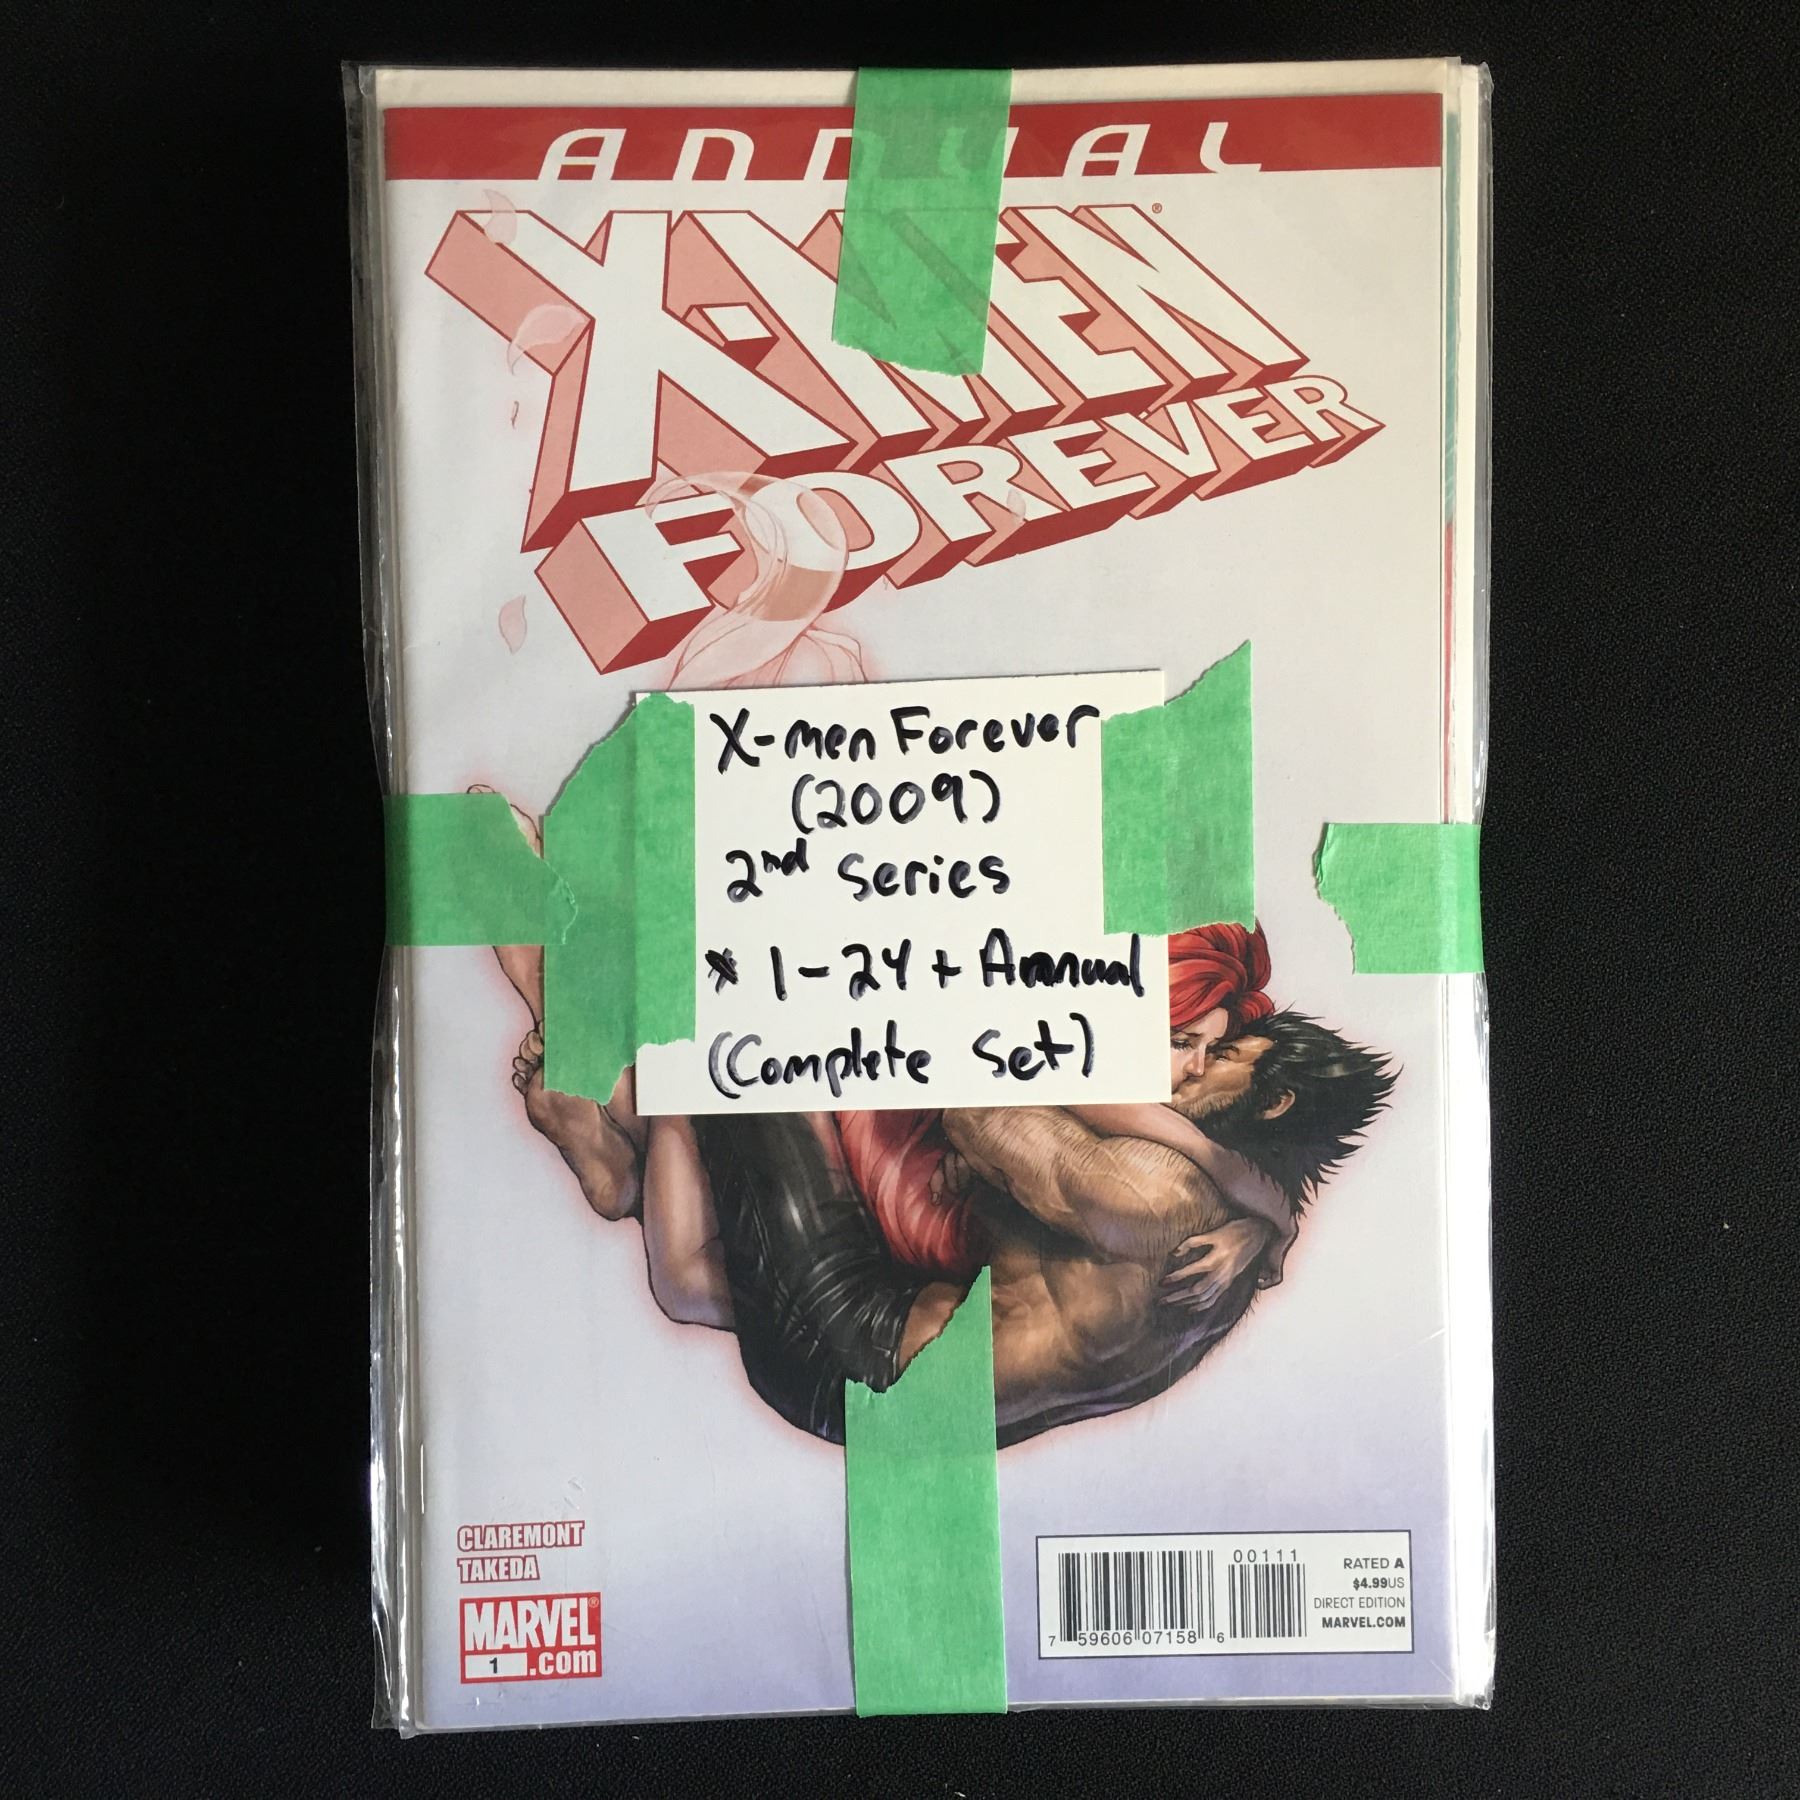 ANNUAL
X-MEN®
FOREVER
X-men Forever
(2009)
2nd Series
* 1-24 + Annual
(Complete Set)
CLAREMONT
TAKEDA
MARVEL®
1 .com
00111
7 59606 07158 6
RATED A
$4.99US
DIRECT EDITION
MARVEL.COM